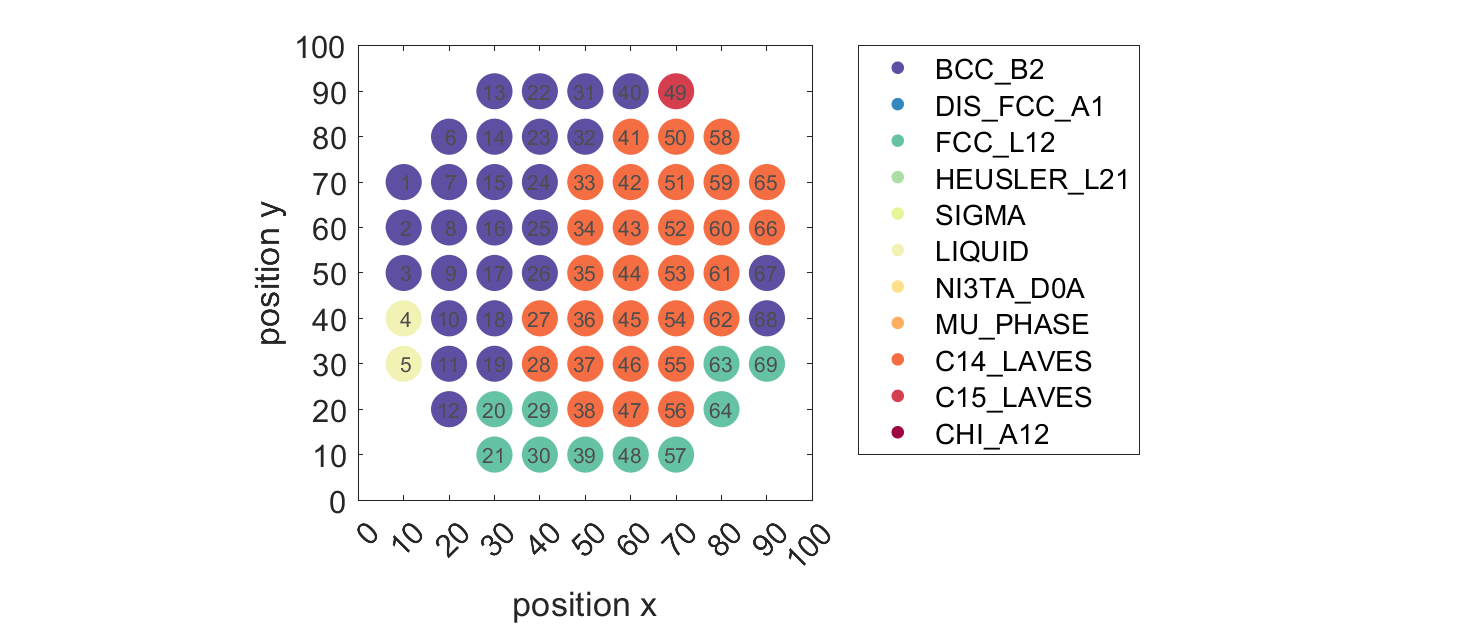 100
90
80
70
60
50
40
30
20
10
0
position y
13 22 31 40 49
6 14 23 32 41 50 58
1 7 15 24 33 42 51 59 65
2 8 16 25 34 43 52 60 66
3 9 17 26 35 44 53 61 67
4 10 18 27 36 45 54 62 68
5 11 19 28 37 46 55 63 69
12 20 29 38 47 56 64
21 30 39 48 57
0 10 20 30 40 50 60 70 80 90 100
position x
BCC_B2
DIS_FCC_A1
FCC_L12
HEUSLER_L21
SIGMA
LIQUID
NI3TA_D0A
MU_PHASE
C14_LAVES
C15_LAVES
CHI_A12